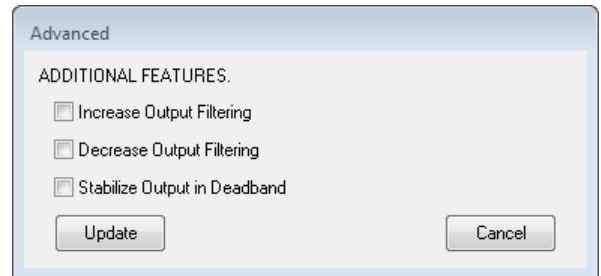 Advanced
ADDITIONAL FEATURES.
Increase Output Filtering
Decrease Output Filtering
Stabilize Output in Deadband
Update Cancel